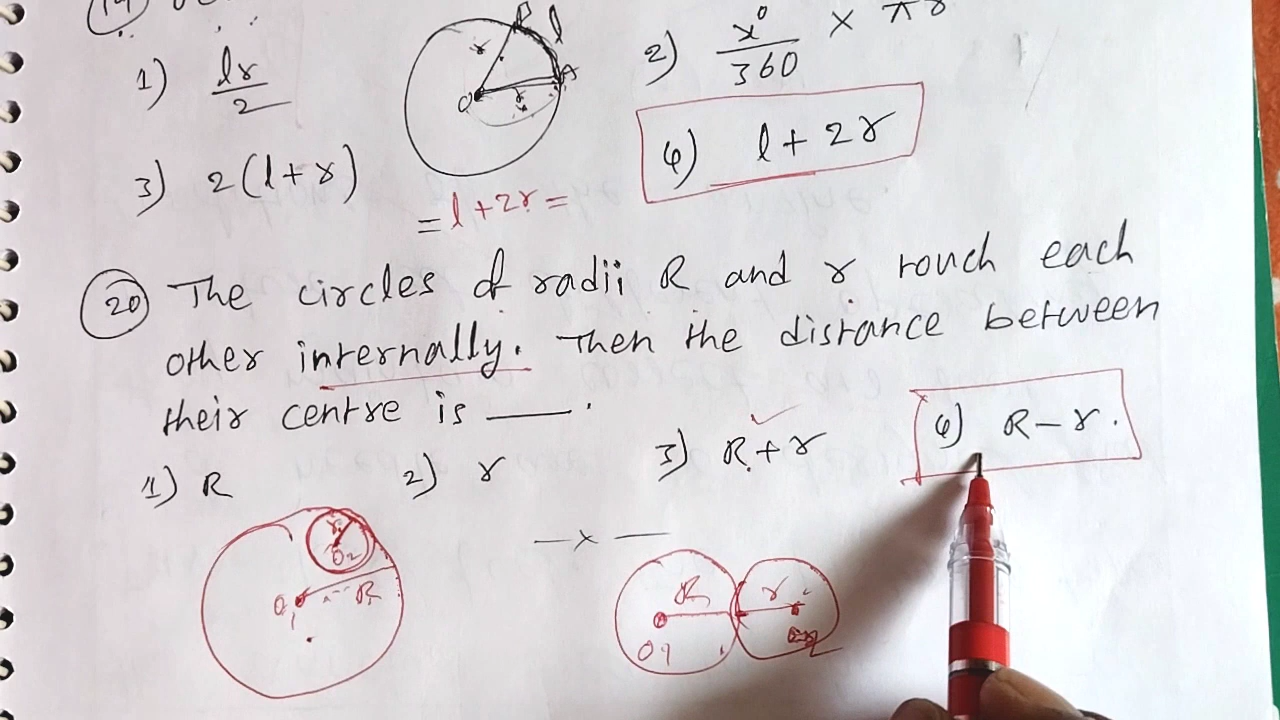 1) lr/2
2) x°/360 × πr
3) 2(l+r)
4) l+2r
= l+2r =
O r r A l
20 The circles of radii R and r touch each
other internally. Then the distance between
their centre is ——.
1) R 2) r 3) R+r 4) R-r.
—x—
r O2
O1 R
R r
O1